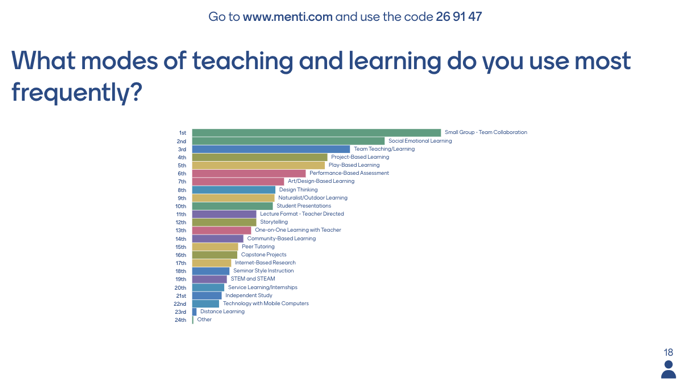 Go to www.menti.com and use the code 26 91 47
What modes of teaching and learning do you use most
frequently?
1st Small Group - Team Collaboration
2nd Social Emotional Learning
3rd Team Teaching/Learning
4th Project-Based Learning
5th Play-Based Learning
6th Performance-Based Assessment
7th Art/Design-Based Learning
8th Design Thinking
9th Naturalist/Outdoor Learning
10th Student Presentations
11th Lecture Format - Teacher Directed
12th Storytelling
13th One-on-One Learning with Teacher
14th Community-Based Learning
15th Peer Tutoring
16th Capstone Projects
17th Internet-Based Research
18th Seminar Style Instruction
19th STEM and STEAM
20th Service Learning/Internships
21st Independent Study
22nd Technology with Mobile Computers
23rd Distance Learning
24th Other
18